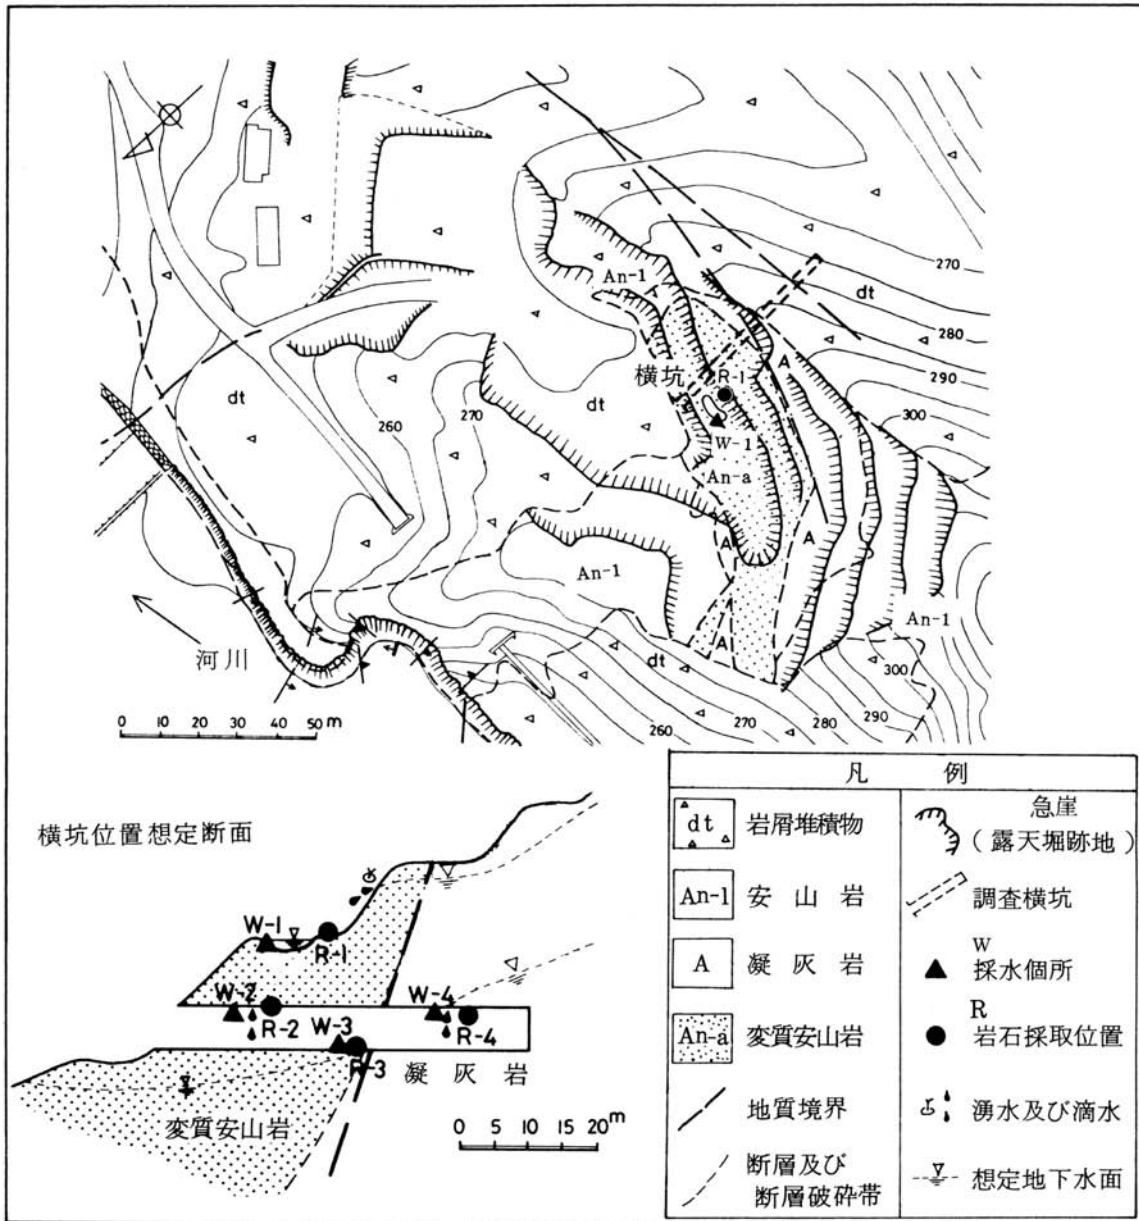 270
An-1
dt
280
横坑
R-1
A
290
dt
dt
260
270
300
W-1
An-a
A
A
An-1
An-1
河川
A
dt
300
0 10 20 30 40 50 m
260
270
280
290
横坑位置想定断面
W-1
R-1
W-2
R-2
W-3
R-3
W-4
R-4
凝灰岩
変質安山岩
0 5 10 15 20m
凡例
dt 岩屑堆積物
An-1 安山岩
A 凝灰岩
An-a 変質安山岩
地質境界
断層及び
断層破砕帯
急崖
(露天堀跡地)
調査横坑
W
採水個所
R
岩石採取位置
湧水及び滴水
想定地下水面